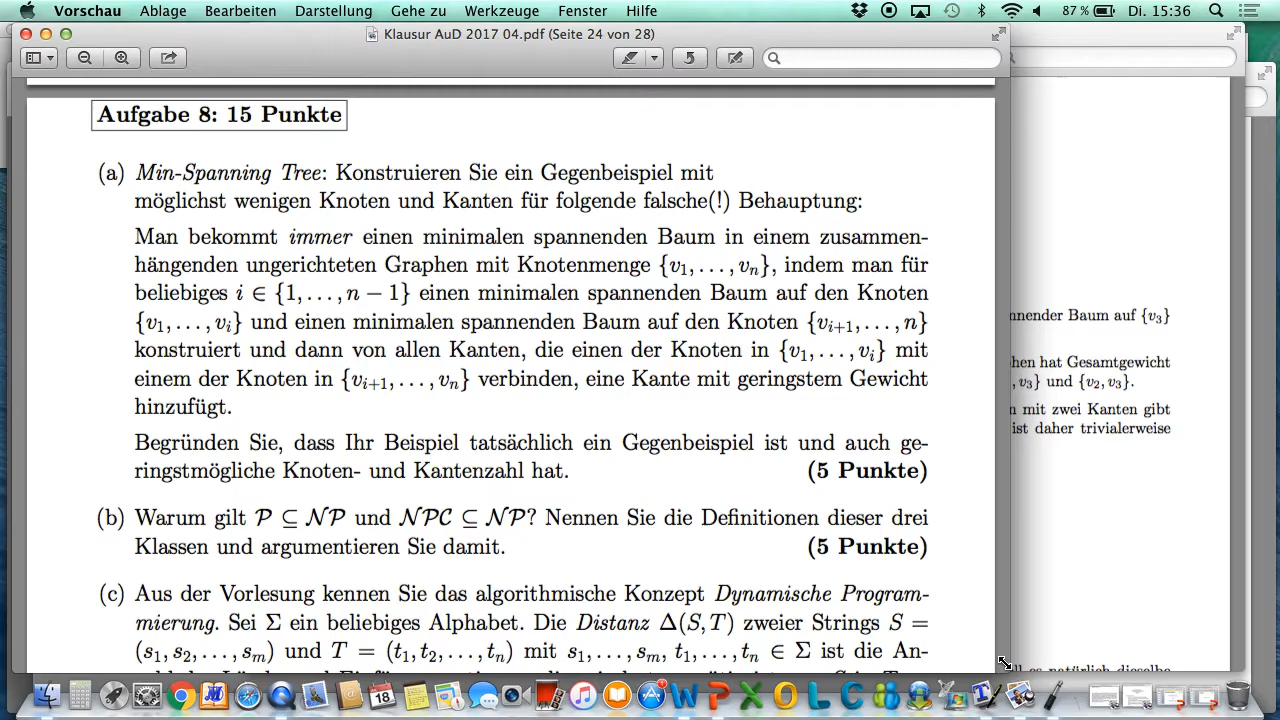 Vorschau Ablage Bearbeiten Darstellung Gehe zu Werkzeuge Fenster Hilfe 87 % Di. 15:36
Klausur AuD 2017 04.pdf (Seite 24 von 28)
Aufgabe 8: 15 Punkte
(a) Min-Spanning Tree: Konstruieren Sie ein Gegenbeispiel mit
möglichst wenigen Knoten und Kanten für folgende falsche(!) Behauptung:
Man bekommt immer einen minimalen spannenden Baum in einem zusammen-
hängenden ungerichteten Graphen mit Knotenmenge {v₁, . . . , vₙ}, indem man für
beliebiges i ∈ {1, . . . , n − 1} einen minimalen spannenden Baum auf den Knoten
{v₁, . . . , vᵢ} und einen minimalen spannenden Baum auf den Knoten {vᵢ₊₁, . . . , n}
konstruiert und dann von allen Kanten, die einen der Knoten in {v₁, . . . , vᵢ} mit
einem der Knoten in {vᵢ₊₁, . . . , vₙ} verbinden, eine Kante mit geringstem Gewicht
hinzufügt.
Begründen Sie, dass Ihr Beispiel tatsächlich ein Gegenbeispiel ist und auch ge-
ringstmögliche Knoten- und Kantenzahl hat. (5 Punkte)
(b) Warum gilt 𝒫 ⊆ 𝒩𝒫 und 𝒩𝒫𝒞 ⊆ 𝒩𝒫? Nennen Sie die Definitionen dieser drei
Klassen und argumentieren Sie damit. (5 Punkte)
(c) Aus der Vorlesung kennen Sie das algorithmische Konzept Dynamische Program-
mierung. Sei Σ ein beliebiges Alphabet. Die Distanz Δ(S, T) zweier Strings S =
(s₁, s₂, . . . , sₘ) und T = (t₁, t₂, . . . , tₙ) mit s₁, . . . , sₘ, t₁, . . . , tₙ ∈ Σ ist die An-
nnender Baum auf {v₃}
hen hat Gesamtgewicht
, v₃} und {v₂, v₃}.
n mit zwei Kanten gibt
ist daher trivialerweise
es natürlich dieselbe